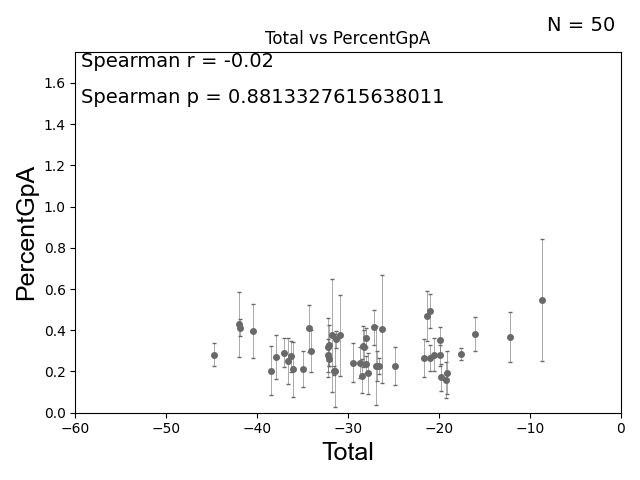 N = 50
Total vs PercentGpA
Spearman r = -0.02
Spearman p = 0.8813327615638011
1.6
1.4
1.2
1.0
0.8
0.6
0.4
0.2
0.0
PercentGpA
−60 −50 −40 −30 −20 −10 0
Total